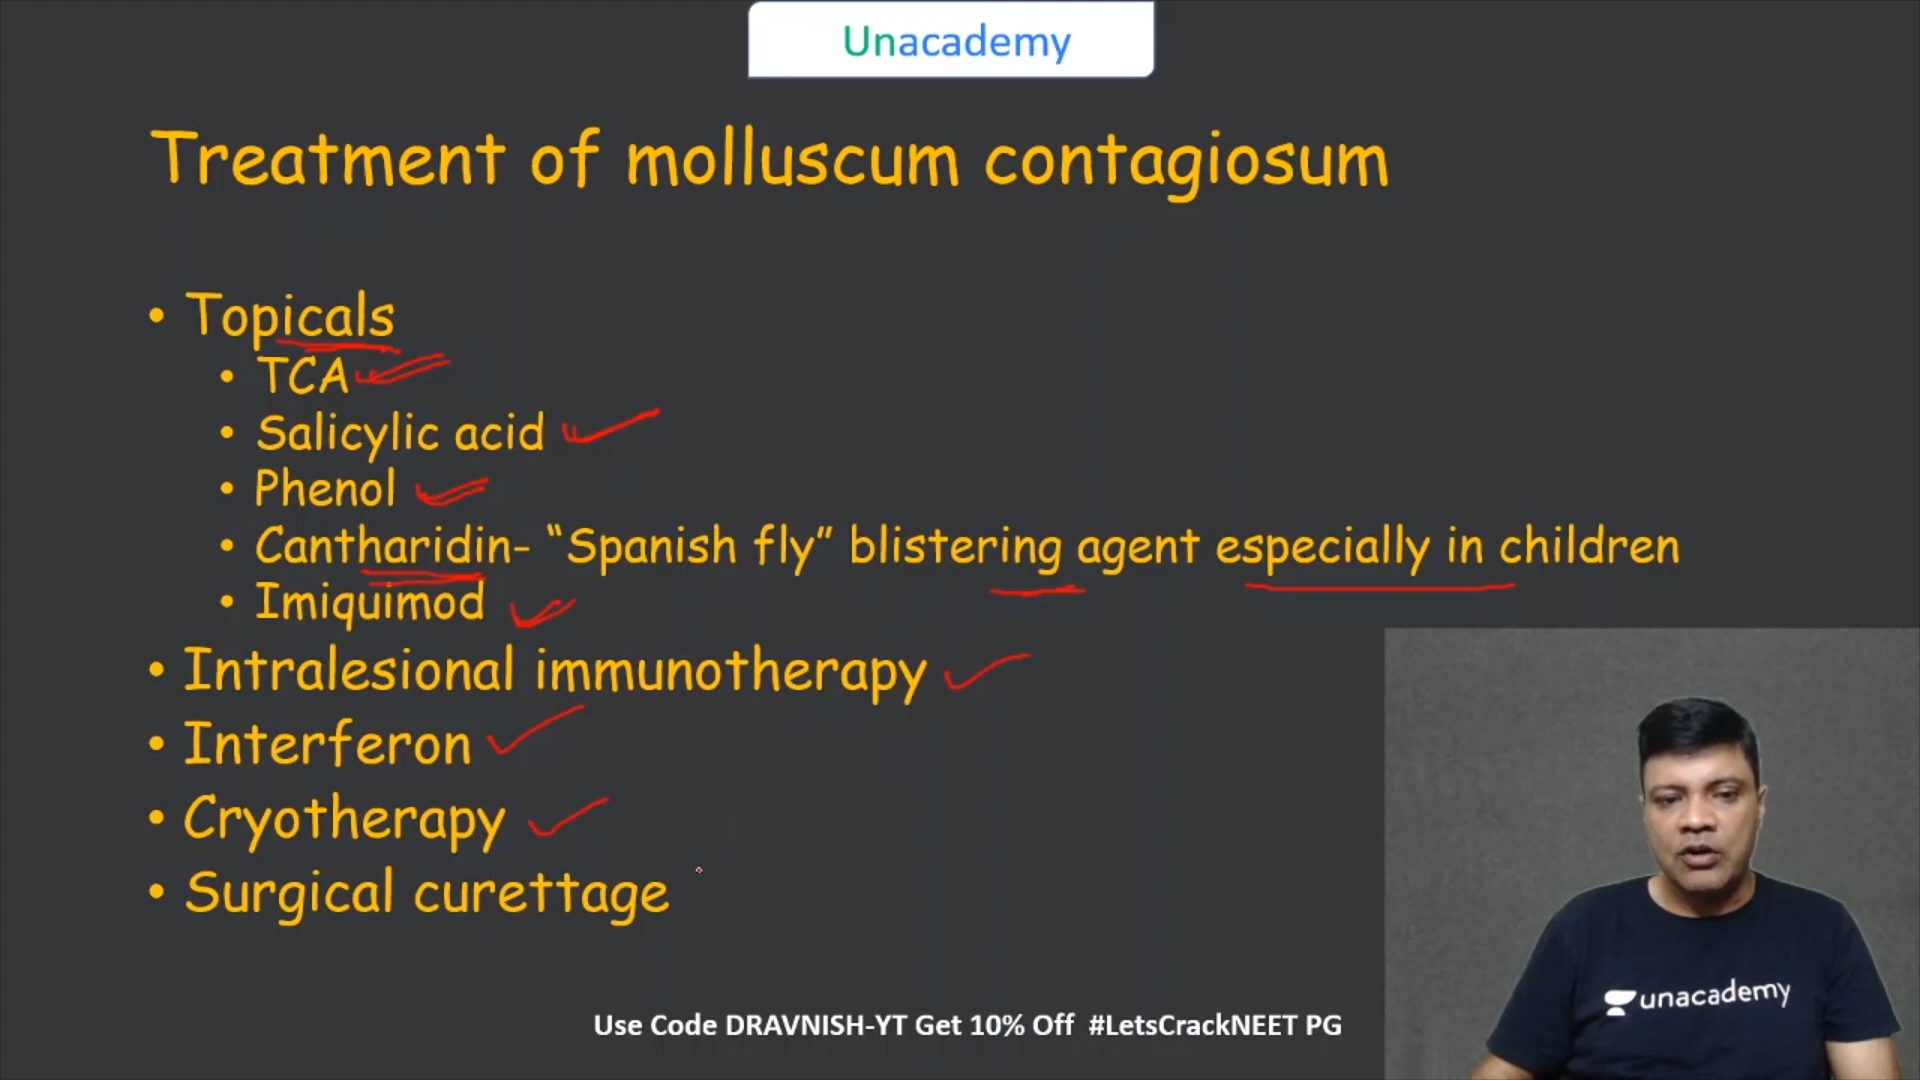 Unacademy
Treatment of molluscum contagiosum
• Topicals
• TCA
• Salicylic acid
• Phenol
• Cantharidin- “Spanish fly” blistering agent especially in children
• Imiquimod
• Intralesional immunotherapy
• Interferon
• Cryotherapy
• Surgical curettage
unacademy
Use Code DRAVNISH-YT Get 10% Off #LetsCrackNEET PG